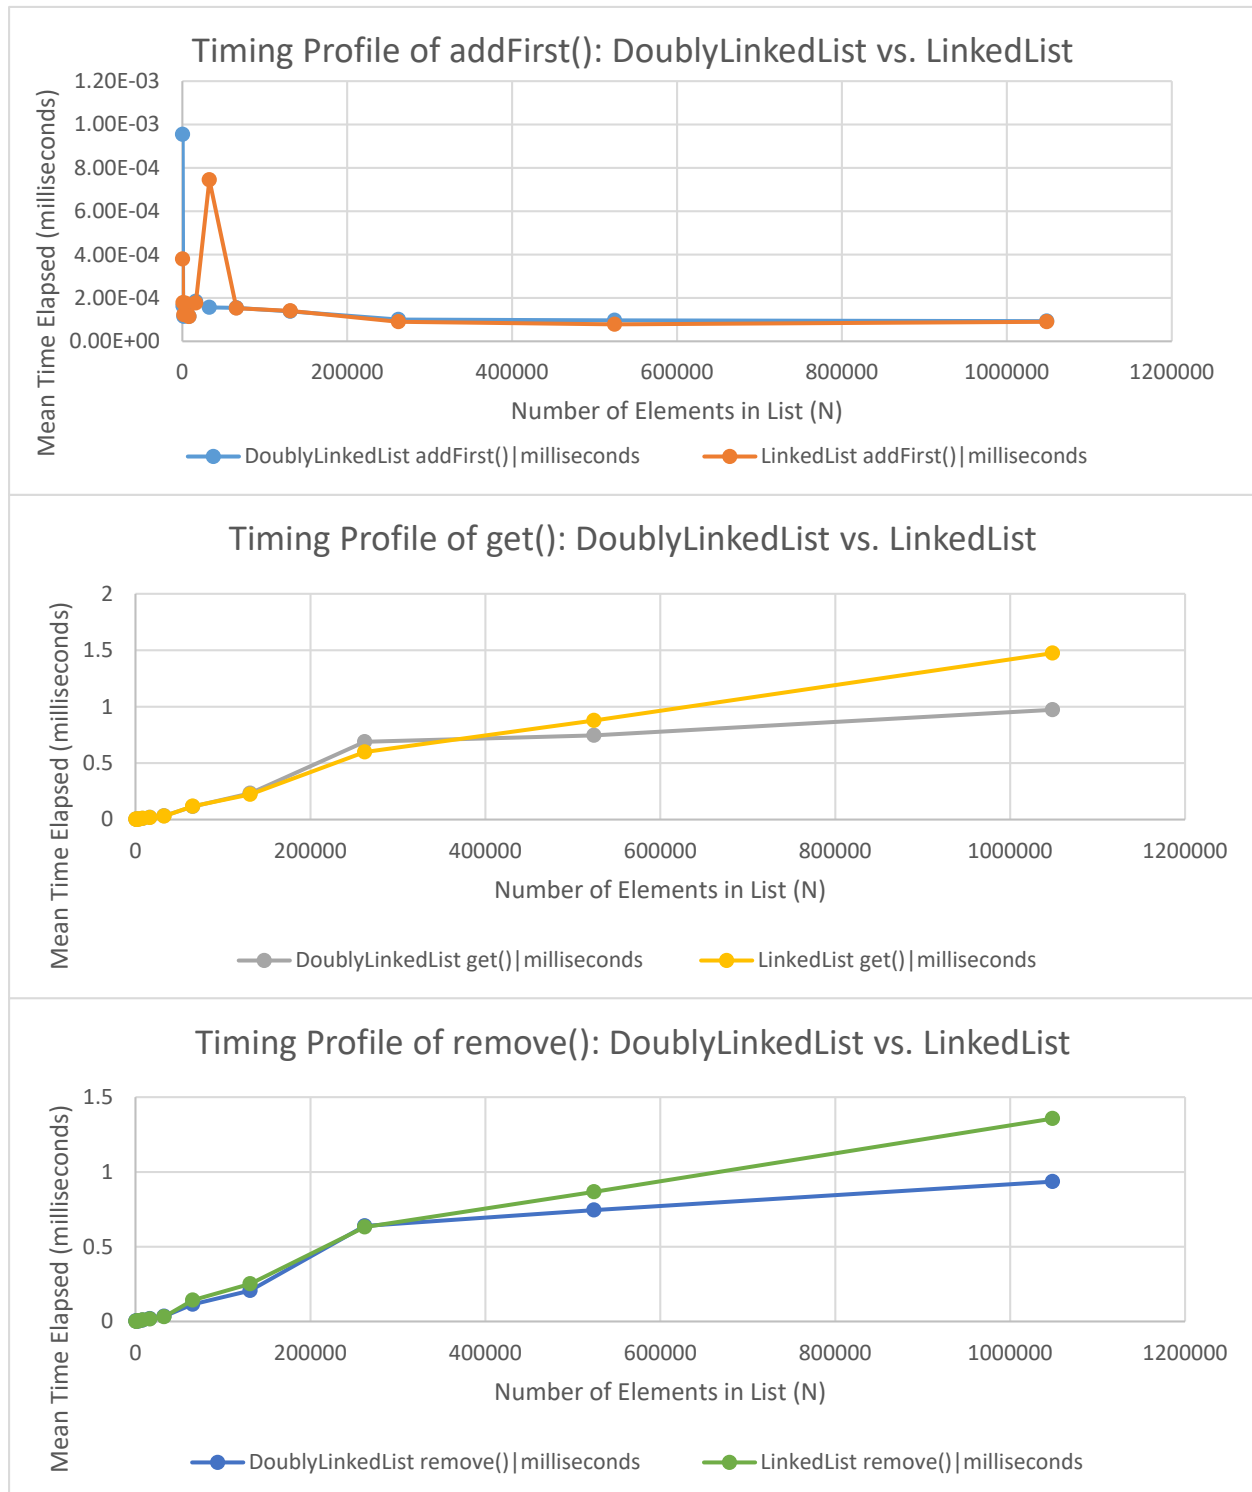 Timing Profile of addFirst(): DoublyLinkedList vs. LinkedList
Mean Time Elapsed (milliseconds)
1.20E-03
1.00E-03
8.00E-04
6.00E-04
4.00E-04
2.00E-04
0.00E+00
0 200000 400000 600000 800000 1000000 1200000
Number of Elements in List (N)
DoublyLinkedList addFirst()|milliseconds LinkedList addFirst()|milliseconds
Timing Profile of get(): DoublyLinkedList vs. LinkedList
Mean Time Elapsed (milliseconds)
2
1.5
1
0.5
0
0 200000 400000 600000 800000 1000000 1200000
Number of Elements in List (N)
DoublyLinkedList get()|milliseconds LinkedList get()|milliseconds
Timing Profile of remove(): DoublyLinkedList vs. LinkedList
Mean Time Elapsed (milliseconds)
1.5
1
0.5
0
0 200000 400000 600000 800000 1000000 1200000
Number of Elements in List (N)
DoublyLinkedList remove()|milliseconds LinkedList remove()|milliseconds